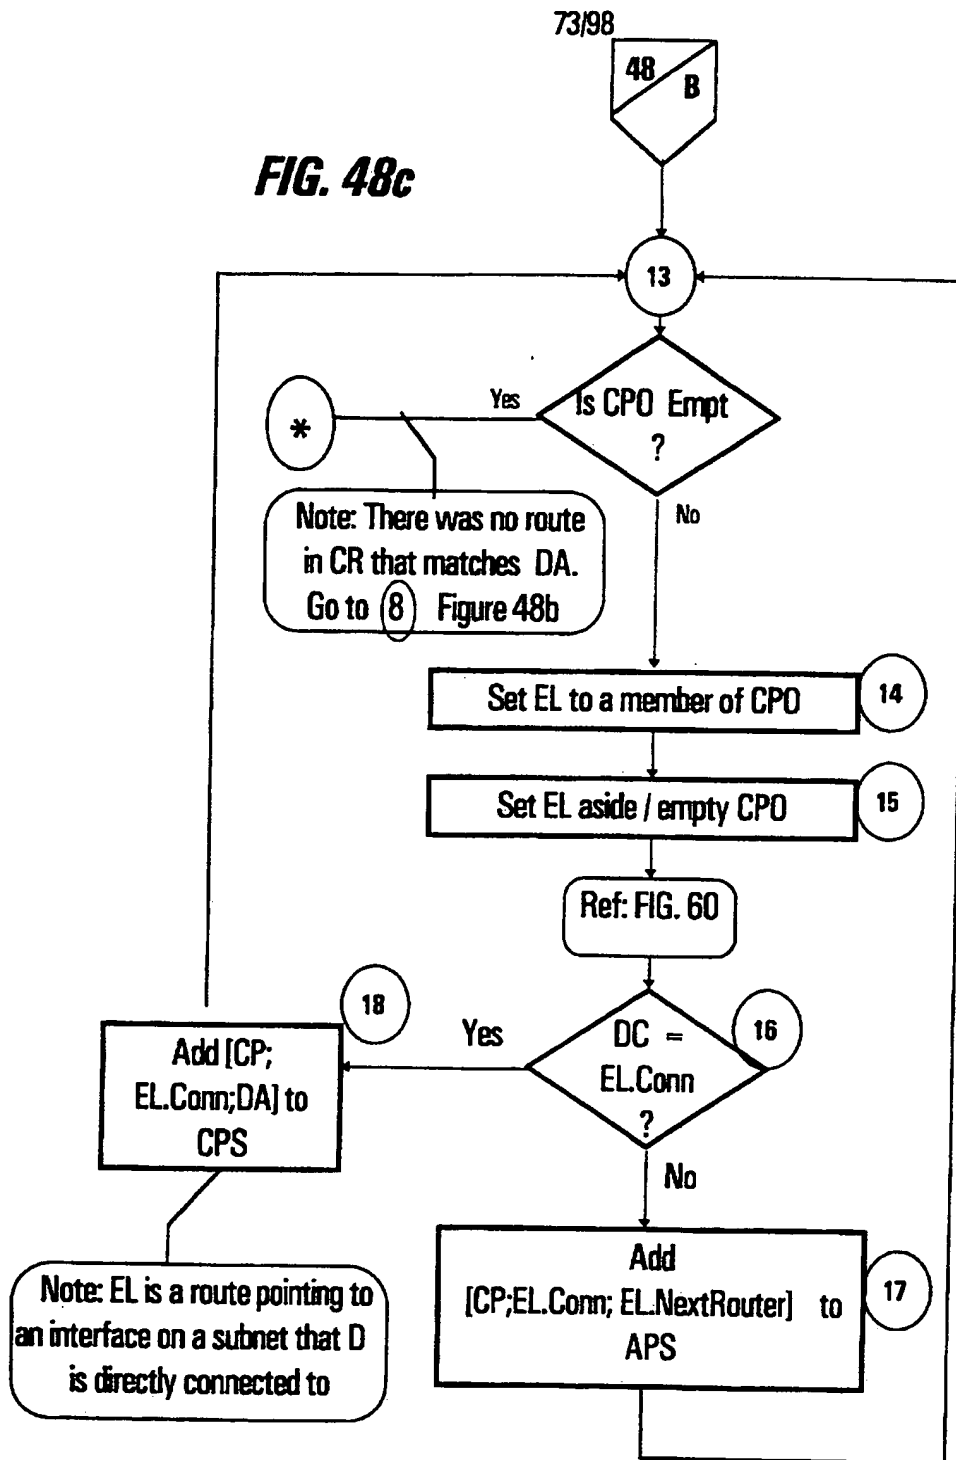 73/98
48
B
FIG. 48c
13
Is CPO Empt
?
Yes
*
No
Note: There was no route
in CR that matches DA.
Go to 8 Figure 48b
Set EL to a member of CPO
14
Set EL aside / empty CPO
15
Ref: FIG. 60
DC =
EL.Conn
?
16
Yes
18
Add [CP;
EL.Conn;DA] to
CPS
No
Add
[CP;EL.Conn; EL.NextRouter] to
APS
17
Note: EL is a route pointing to
an interface on a subnet that D
is directly connected to